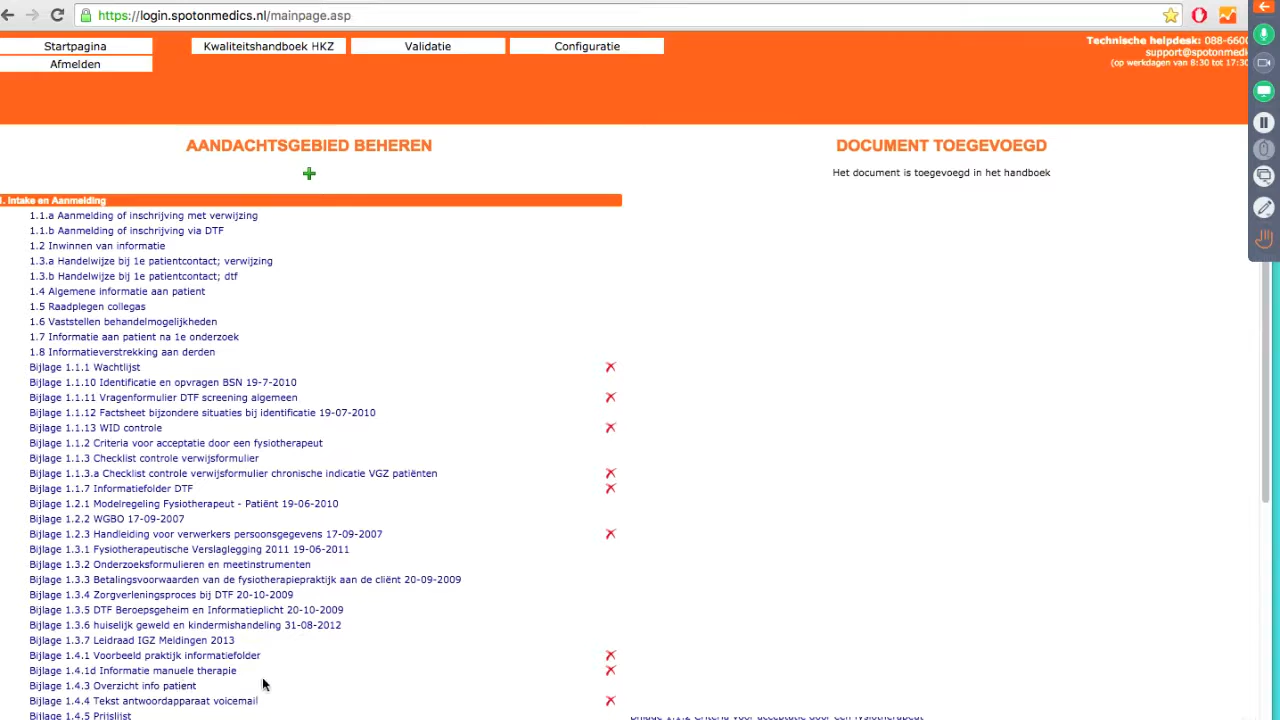 https://login.spotonmedics.nl/mainpage.asp
Startpagina
Kwaliteitshandboek HKZ
Validatie
Configuratie
Afmelden
Technische helpdesk: 088-6600
support@spotonmedic
(op werkdagen van 8:30 tot 17:30
AANDACHTSGEBIED BEHEREN
DOCUMENT TOEGEVOEGD
Het document is toegevoegd in het handboek
1. Intake en Aanmelding
1.1.a Aanmelding of inschrijving met verwijzing
1.1.b Aanmelding of inschrijving via DTF
1.2 Inwinnen van informatie
1.3.a Handelwijze bij 1e patientcontact; verwijzing
1.3.b Handelwijze bij 1e patientcontact; dtf
1.4 Algemene informatie aan patient
1.5 Raadplegen collegas
1.6 Vaststellen behandelmogelijkheden
1.7 Informatie aan patient na 1e onderzoek
1.8 Informatieverstrekking aan derden
Bijlage 1.1.1 Wachtlijst
Bijlage 1.1.10 Identificatie en opvragen BSN 19-7-2010
Bijlage 1.1.11 Vragenformulier DTF screening algemeen
Bijlage 1.1.12 Factsheet bijzondere situaties bij identificatie 19-07-2010
Bijlage 1.1.13 WID controle
Bijlage 1.1.2 Criteria voor acceptatie door een fysiotherapeut
Bijlage 1.1.3 Checklist controle verwijsformulier
Bijlage 1.1.3.a Checklist controle verwijsformulier chronische indicatie VGZ patiënten
Bijlage 1.1.7 Informatiefolder DTF
Bijlage 1.2.1 Modelregeling Fysiotherapeut - Patiënt 19-06-2010
Bijlage 1.2.2 WGBO 17-09-2007
Bijlage 1.2.3 Handleiding voor verwerkers persoonsgegevens 17-09-2007
Bijlage 1.3.1 Fysiotherapeutische Verslaglegging 2011 19-06-2011
Bijlage 1.3.2 Onderzoeksformulieren en meetinstrumenten
Bijlage 1.3.3 Betalingsvoorwaarden van de fysiotherapiepraktijk aan de cliënt 20-09-2009
Bijlage 1.3.4 Zorgverleningsproces bij DTF 20-10-2009
Bijlage 1.3.5 DTF Beroepsgeheim en Informatieplicht 20-10-2009
Bijlage 1.3.6 huiselijk geweld en kindermishandeling 31-08-2012
Bijlage 1.3.7 Leidraad IGZ Meldingen 2013
Bijlage 1.4.1 Voorbeeld praktijk informatiefolder
Bijlage 1.4.1d Informatie manuele therapie
Bijlage 1.4.3 Overzicht info patient
Bijlage 1.4.4 Tekst antwoordapparaat voicemail
Bijlage 1.4.5 Prijslijst
Bijlage 1.1.2 Criteria voor acceptatie door een fysiotherapeut